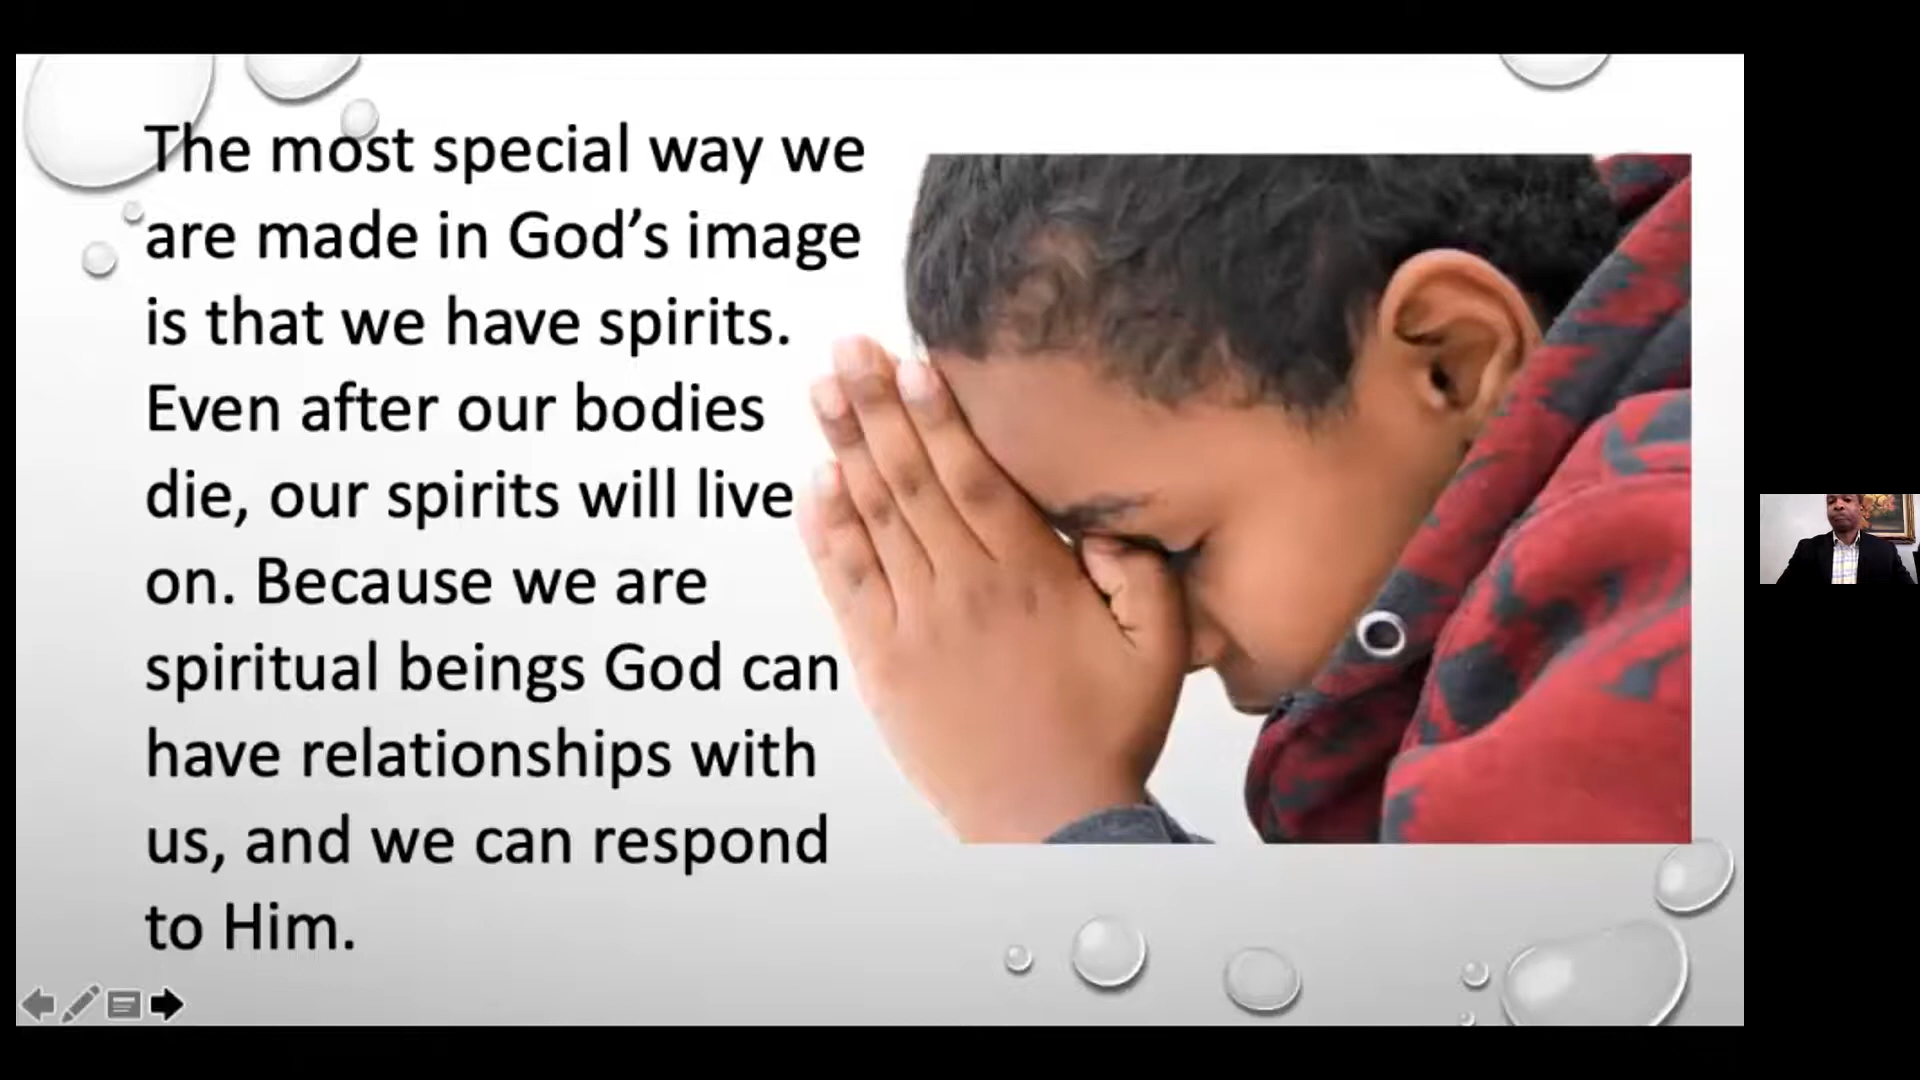 The most special way we
are made in God’s image
is that we have spirits.
Even after our bodies
die, our spirits will live
on. Because we are
spiritual beings God can
have relationships with
us, and we can respond
to Him.